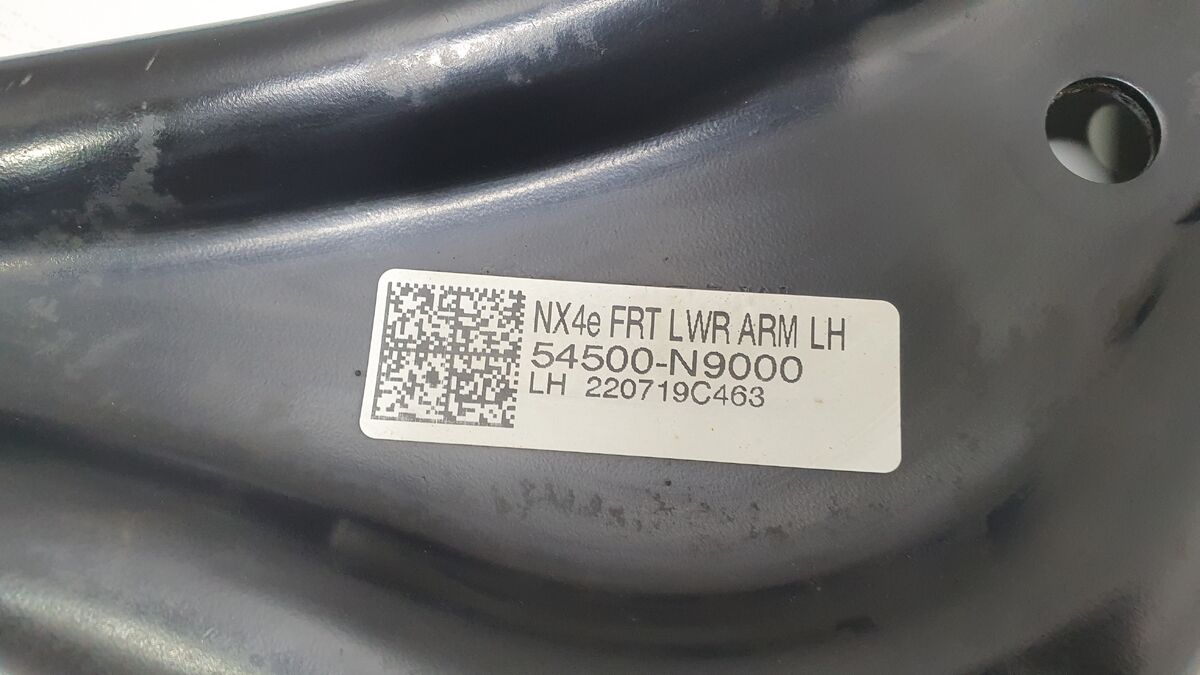 NX4e FRT LWR ARM LH
54500-N9000
LH 220719C463